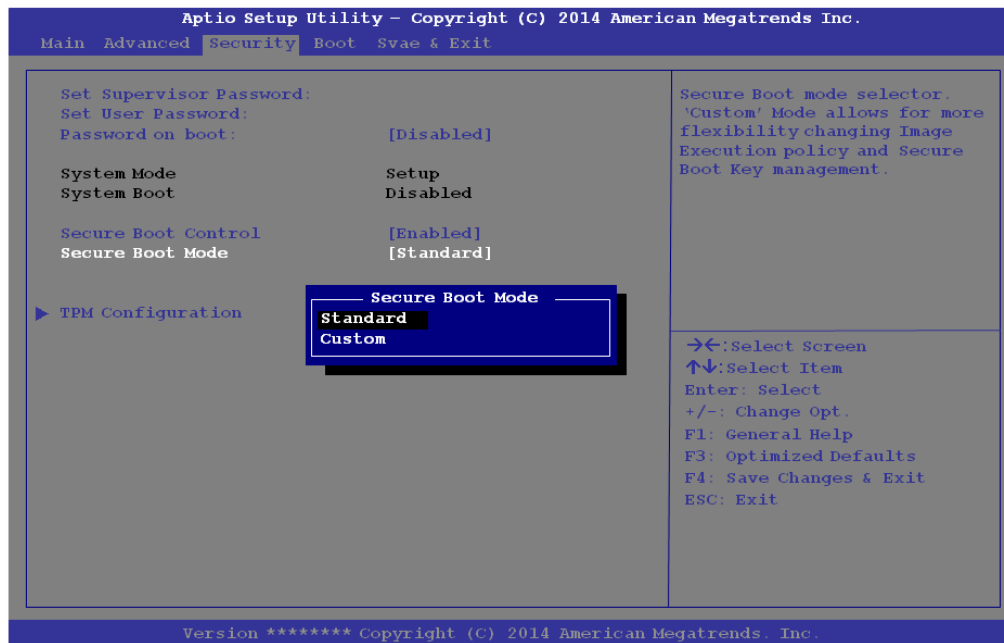 Aptio Setup Utility – Copyright (C) 2014 American Megatrends Inc.
Main Advanced Security Boot Svae & Exit
Set Supervisor Password:
Set User Password:
Password on boot: [Disabled]
System Mode Setup
System Boot Disabled
Secure Boot Control [Enabled]
Secure Boot Mode [Standard]
TPM Configuration
Secure Boot Mode
Standard
Custom
Secure Boot mode selector.
'Custom' Mode allows for more
flexibility changing Image
Execution policy and Secure
Boot Key management.
→←:Select Screen
↑↓:Select Item
Enter: Select
+/-: Change Opt.
F1: General Help
F3: Optimized Defaults
F4: Save Changes & Exit
ESC: Exit
Version ******** Copyright (C) 2014 American Megatrends. Inc.